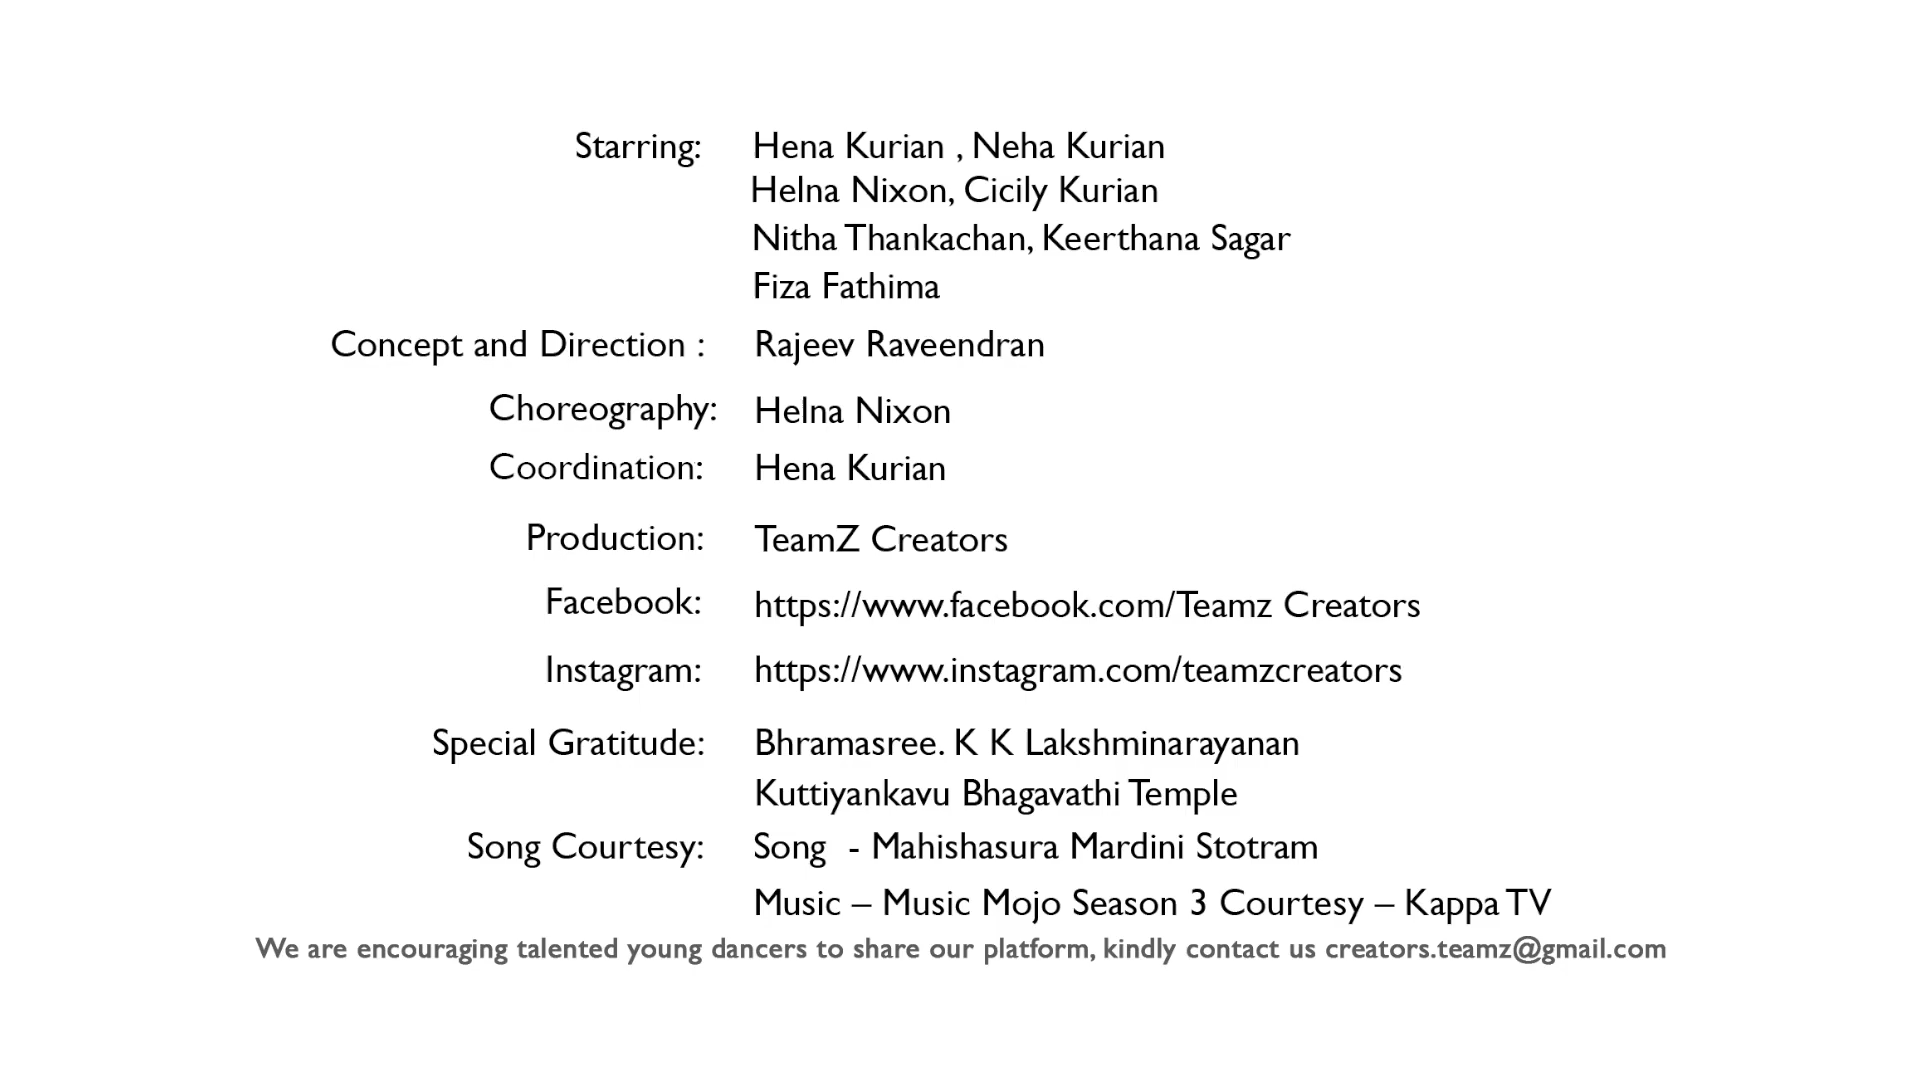 Starring: Hena Kurian , Neha Kurian
Helna Nixon, Cicily Kurian
Nitha Thankachan, Keerthana Sagar
Fiza Fathima
Concept and Direction : Rajeev Raveendran
Choreography: Helna Nixon
Coordination: Hena Kurian
Production: TeamZ Creators
Facebook: https://www.facebook.com/Teamz Creators
Instagram: https://www.instagram.com/teamzcreators
Special Gratitude: Bhramasree. K K Lakshminarayanan
Kuttiyankavu Bhagavathi Temple
Song Courtesy: Song - Mahishasura Mardini Stotram
Music – Music Mojo Season 3 Courtesy – Kappa TV
We are encouraging talented young dancers to share our platform, kindly contact us creators.teamz@gmail.com